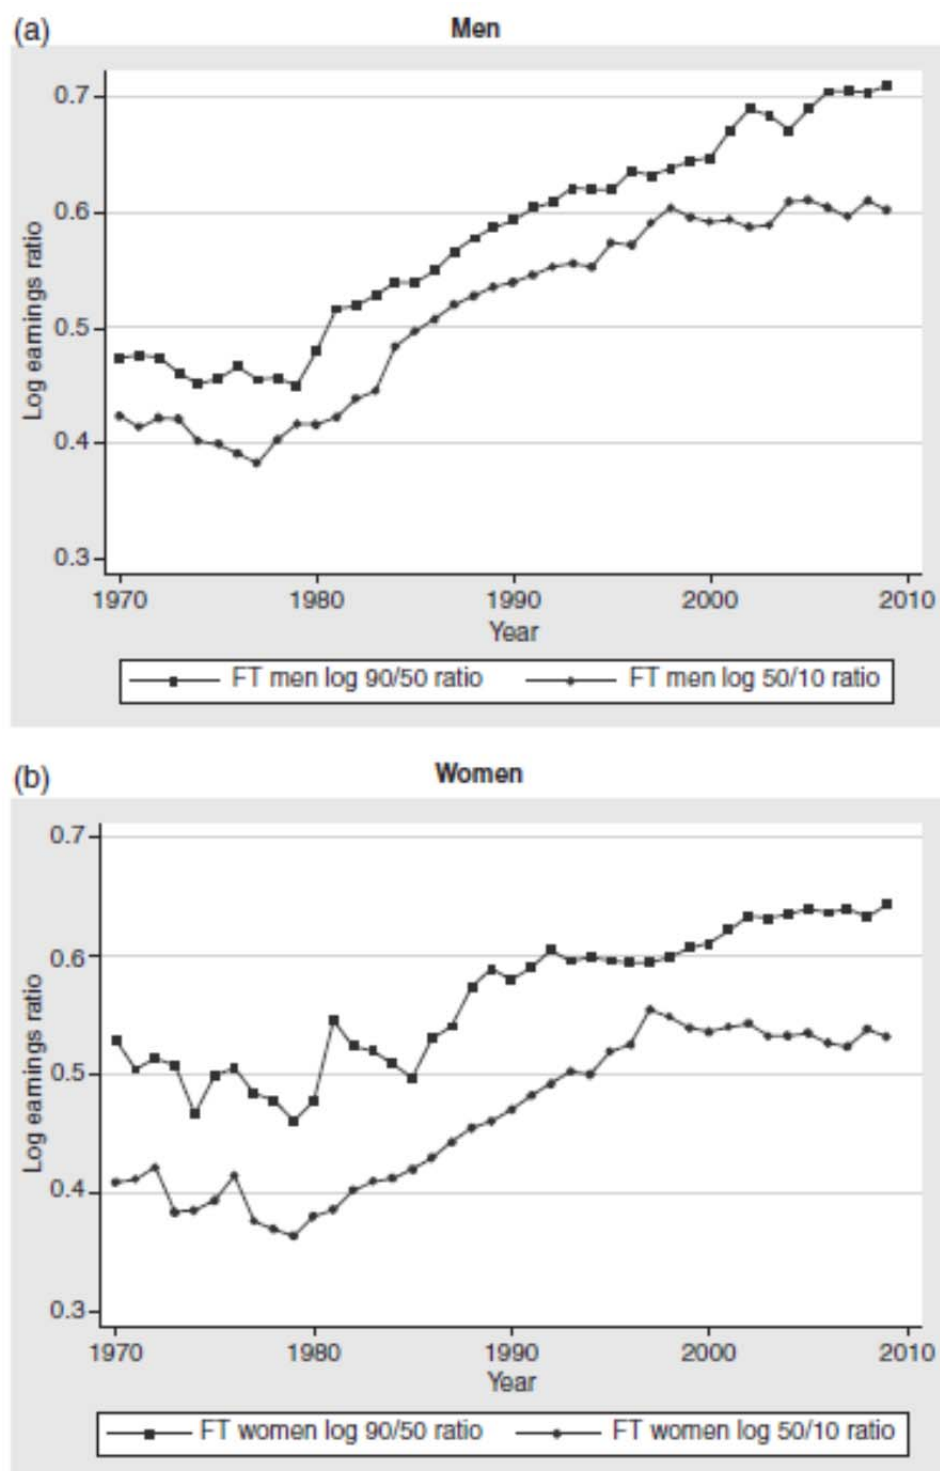 (a)
Men
Log earnings ratio
0.7
0.6
0.5
0.4
0.3
1970 1980 1990 2000 2010
Year
FT men log 90/50 ratio FT men log 50/10 ratio
(b)
Women
Log earnings ratio
0.7
0.6
0.5
0.4
0.3
1970 1980 1990 2000 2010
Year
FT women log 90/50 ratio FT women log 50/10 ratio